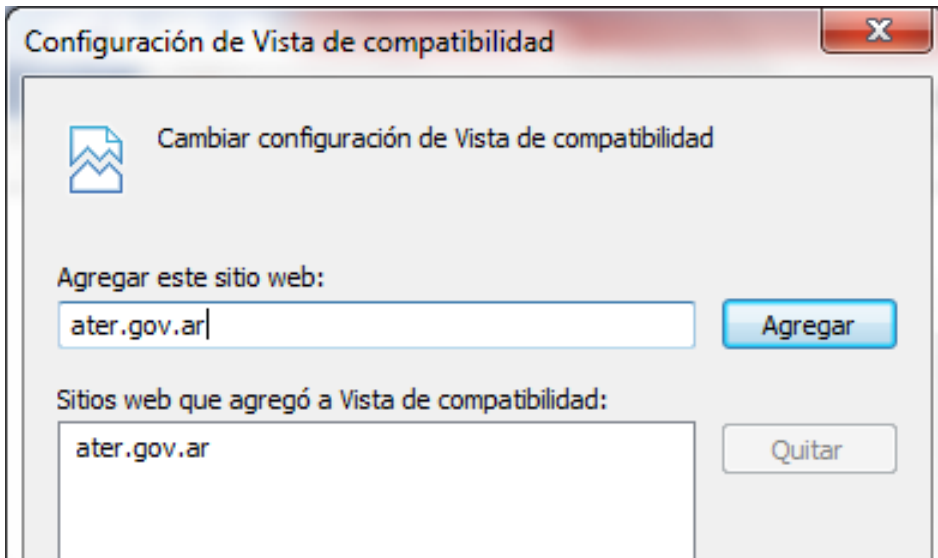 Configuración de Vista de compatibilidad
Cambiar configuración de Vista de compatibilidad
Agregar este sitio web:
ater.gov.ar
Agregar
Sitios web que agregó a Vista de compatibilidad:
ater.gov.ar
Quitar